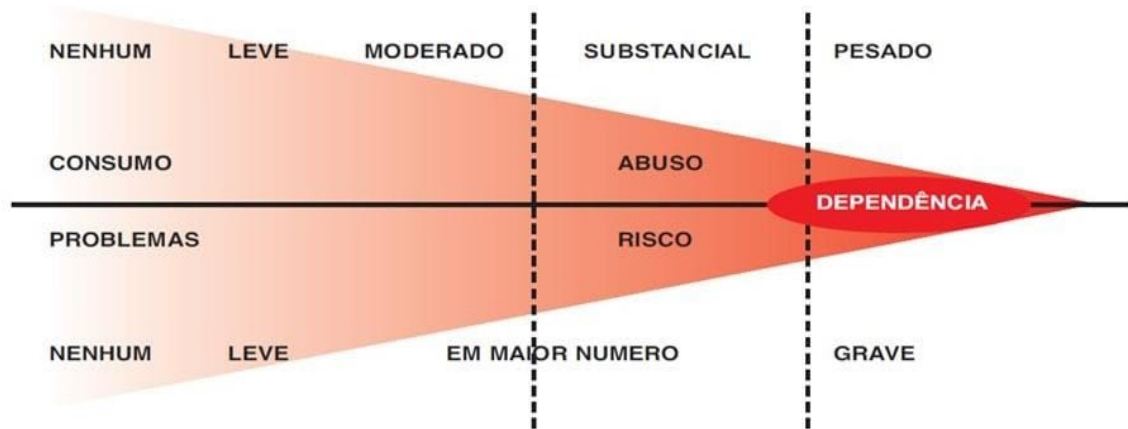 NENHUM LEVE MODERADO SUBSTANCIAL PESADO
CONSUMO ABUSO
DEPENDÊNCIA
PROBLEMAS RISCO
NENHUM LEVE EM MAIOR NUMERO GRAVE